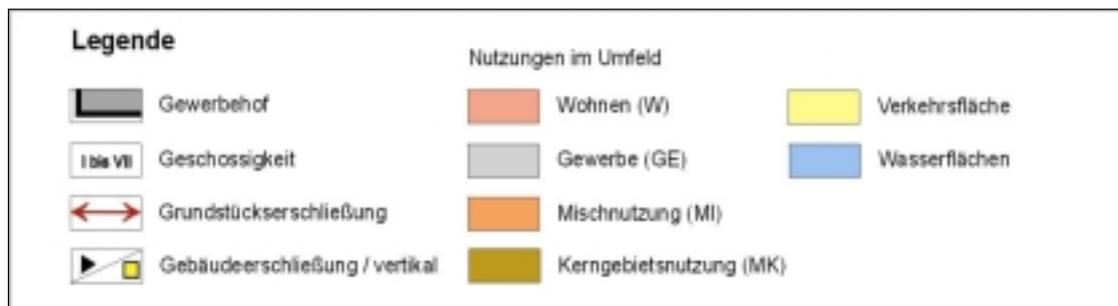 Legende
Gewerbehof
I bis VII Geschossigkeit
Grundstückserschließung
Gebäudeerschließung / vertikal
Nutzungen im Umfeld
Wohnen (W)
Gewerbe (GE)
Mischnutzung (MI)
Kerngebietsnutzung (MK)
Verkehrsfläche
Wasserflächen